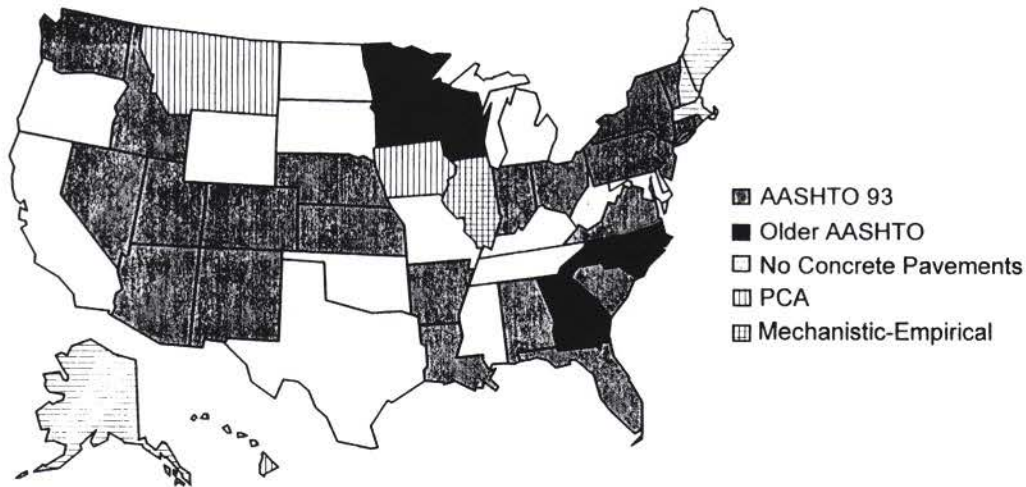 AASHTO 93
Older AASHTO
No Concrete Pavements
PCA
Mechanistic-Empirical